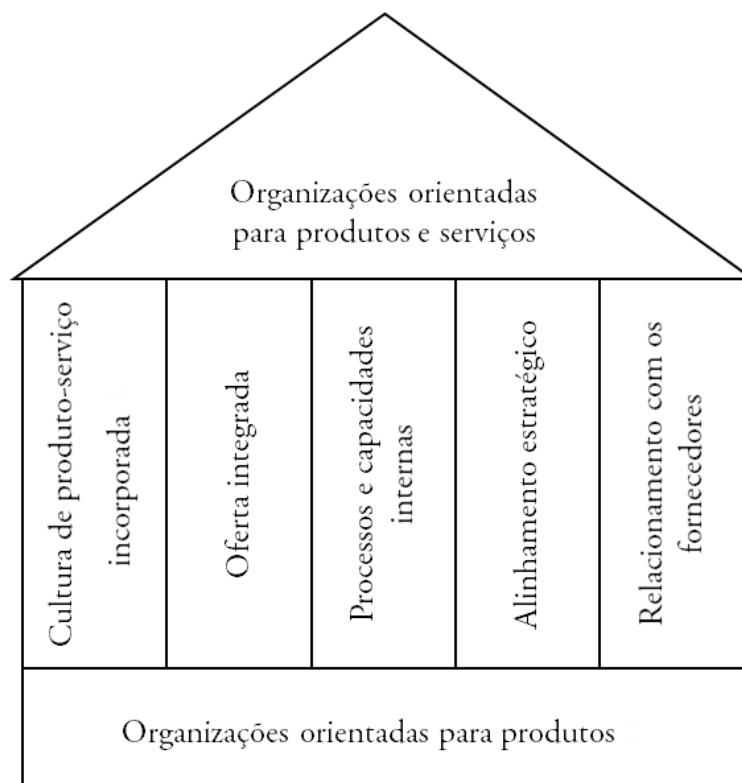 Organizações orientadas
para produtos e serviços
Cultura de produto-serviço
incorporada
Oferta integrada
Processos e capacidades
internas
Alinhamento estratégico
Relacionamento com os
fornecedores
Organizações orientadas para produtos